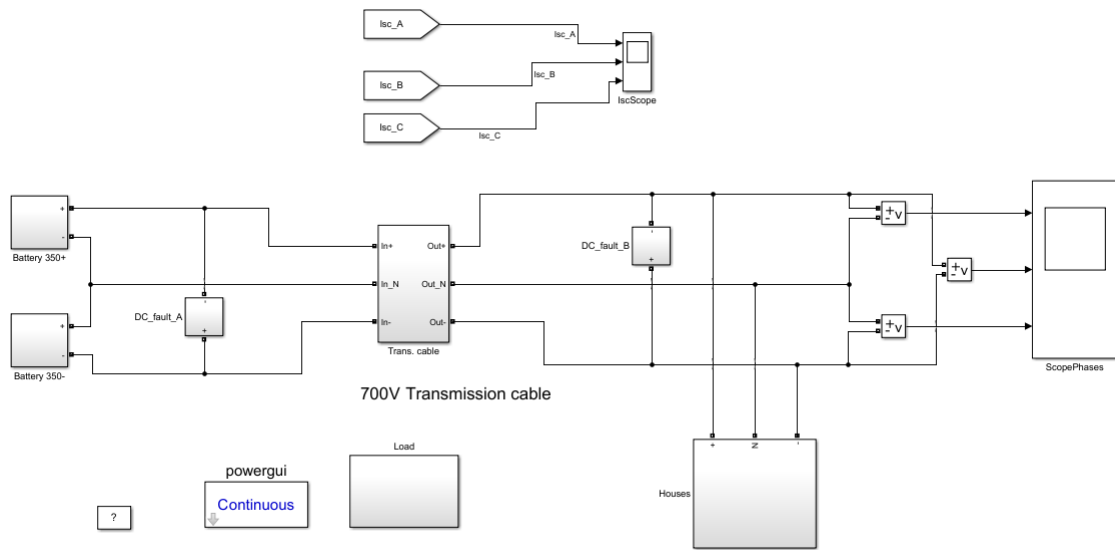 Isc_A
Isc_A
Isc_B
Isc_B
IscScope
Isc_C
Isc_C
+
-
Battery 350+
+
-
Battery 350-
-
DC_fault_A
+
In+
Out+
In_N
Out_N
In-
Out-
Trans. cable
-
DC_fault_B
+
+
-
v
+
-
v
+
-
v
ScopePhases
700V Transmission cable
Load
powergui
Continuous
?
+
N
-
Houses